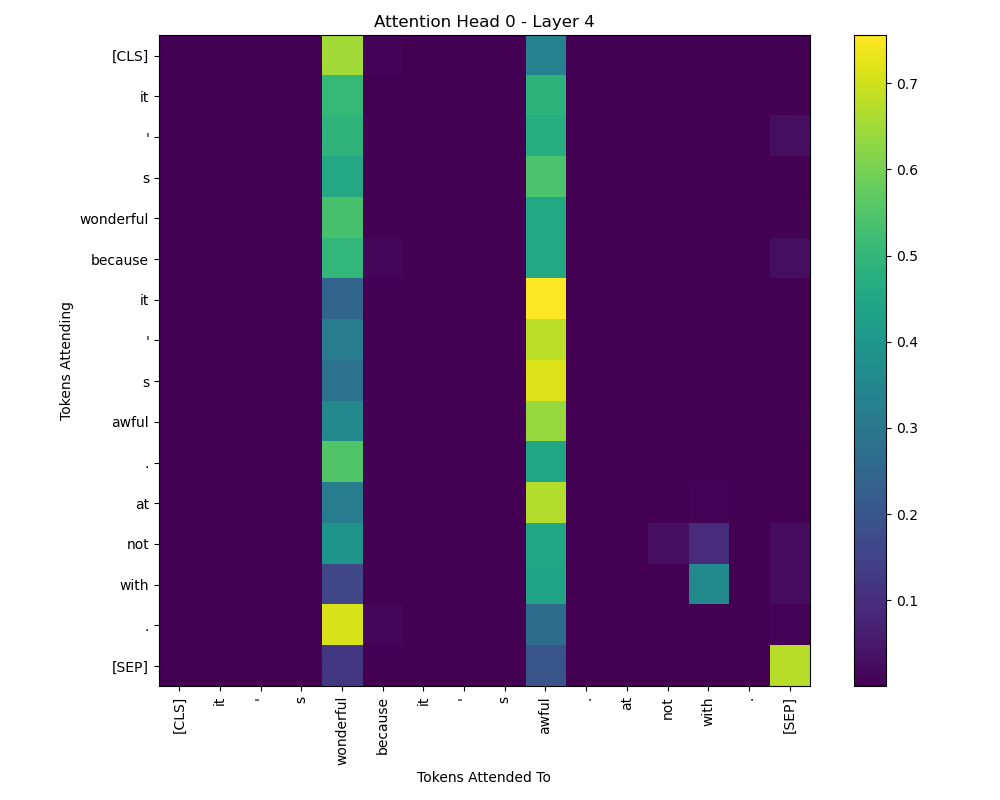 Attention Head 0 - Layer 4
Tokens Attending
[CLS]
it
'
s
wonderful
because
it
'
s
awful
.
at
not
with
.
[SEP]
[CLS]
it
'
s
wonderful
because
it
'
s
awful
.
at
not
with
.
[SEP]
Tokens Attended To
0.7
0.6
0.5
0.4
0.3
0.2
0.1